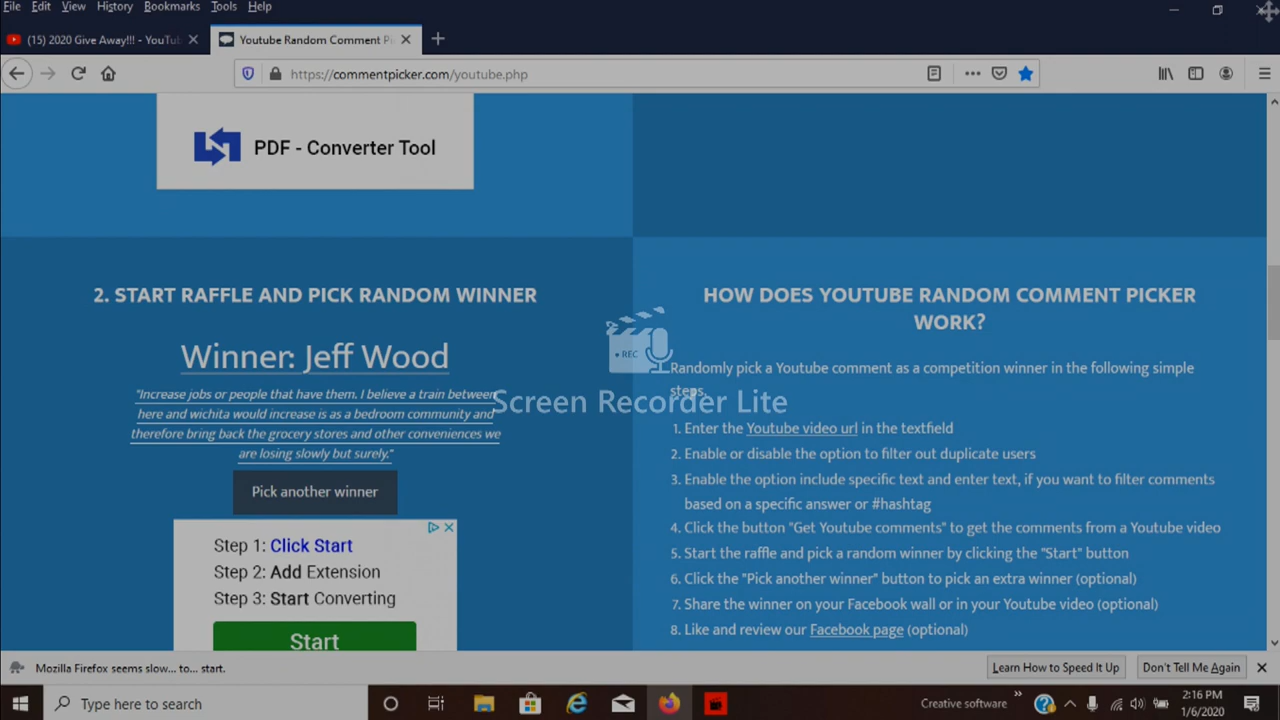 File Edit View History Bookmarks Tools Help
(15) 2020 Give Away!!! - YouTu
Youtube Random Comment Pi
https://commentpicker.com/youtube.php
PDF - Converter Tool
2. START RAFFLE AND PICK RANDOM WINNER
Winner: Jeff Wood
"Increase jobs or people that have them. I believe a train between
here and wichita would increase is as a bedroom community and
therefore bring back the grocery stores and other conveniences we
are losing slowly but surely."
Pick another winner
Step 1: Click Start
Step 2: Add Extension
Step 3: Start Converting
Start
HOW DOES YOUTUBE RANDOM COMMENT PICKER
WORK?
Randomly pick a Youtube comment as a competition winner in the following simple
steps.
1. Enter the Youtube video url in the textfield
2. Enable or disable the option to filter out duplicate users
3. Enable the option include specific text and enter text, if you want to filter comments
based on a specific answer or #hashtag
4. Click the button "Get Youtube comments" to get the comments from a Youtube video
5. Start the raffle and pick a random winner by clicking the "Start" button
6. Click the "Pick another winner" button to pick an extra winner (optional)
7. Share the winner on your Facebook wall or in your Youtube video (optional)
8. Like and review our Facebook page (optional)
REC
Screen Recorder Lite
Mozilla Firefox seems slow... to... start.
Learn How to Speed It Up
Don't Tell Me Again
Type here to search
Creative software
2:16 PM
1/6/2020